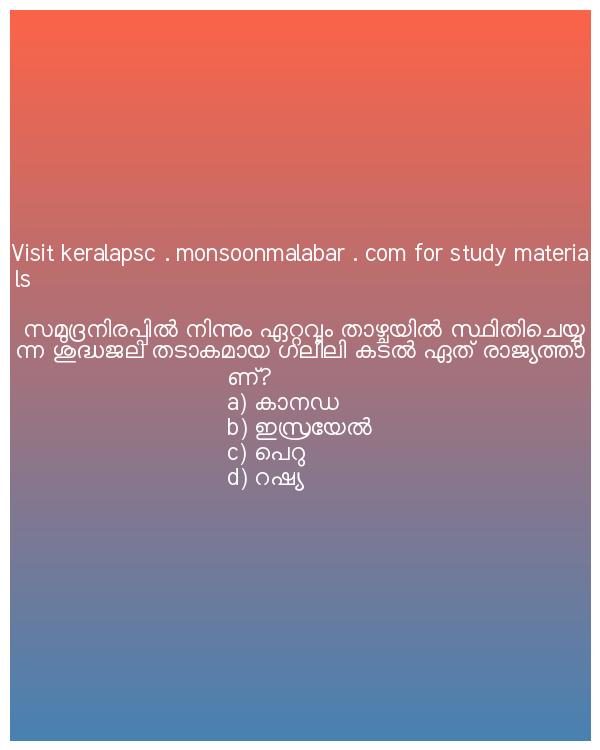 Visit keralapsc . monsoonmalabar . com for study materia
ls
സമുദ്രനിരപ്പിൽ നിന്നും ഏറ്റവും താഴ്ചയിൽ സ്ഥിതിചെയ്യു
ന്ന ശുദ്ധജല തടാകമായ ഗലീലി കടൽ ഏത് രാജ്യത്താ
ണ്?
a) കാനഡ
b) ഇസ്രയേൽ
c) പെറു
d) റഷ്യ